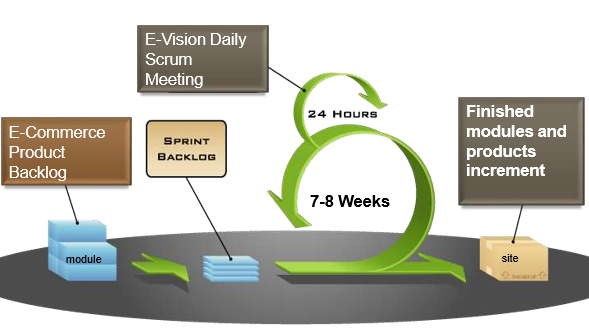 E-Vision Daily
Scrum
Meeting
24 HOURS
E-Commerce
Product
Backlog
SPRINT
BACKLOG
Finished
modules and
products
increment
7-8 Weeks
module
site